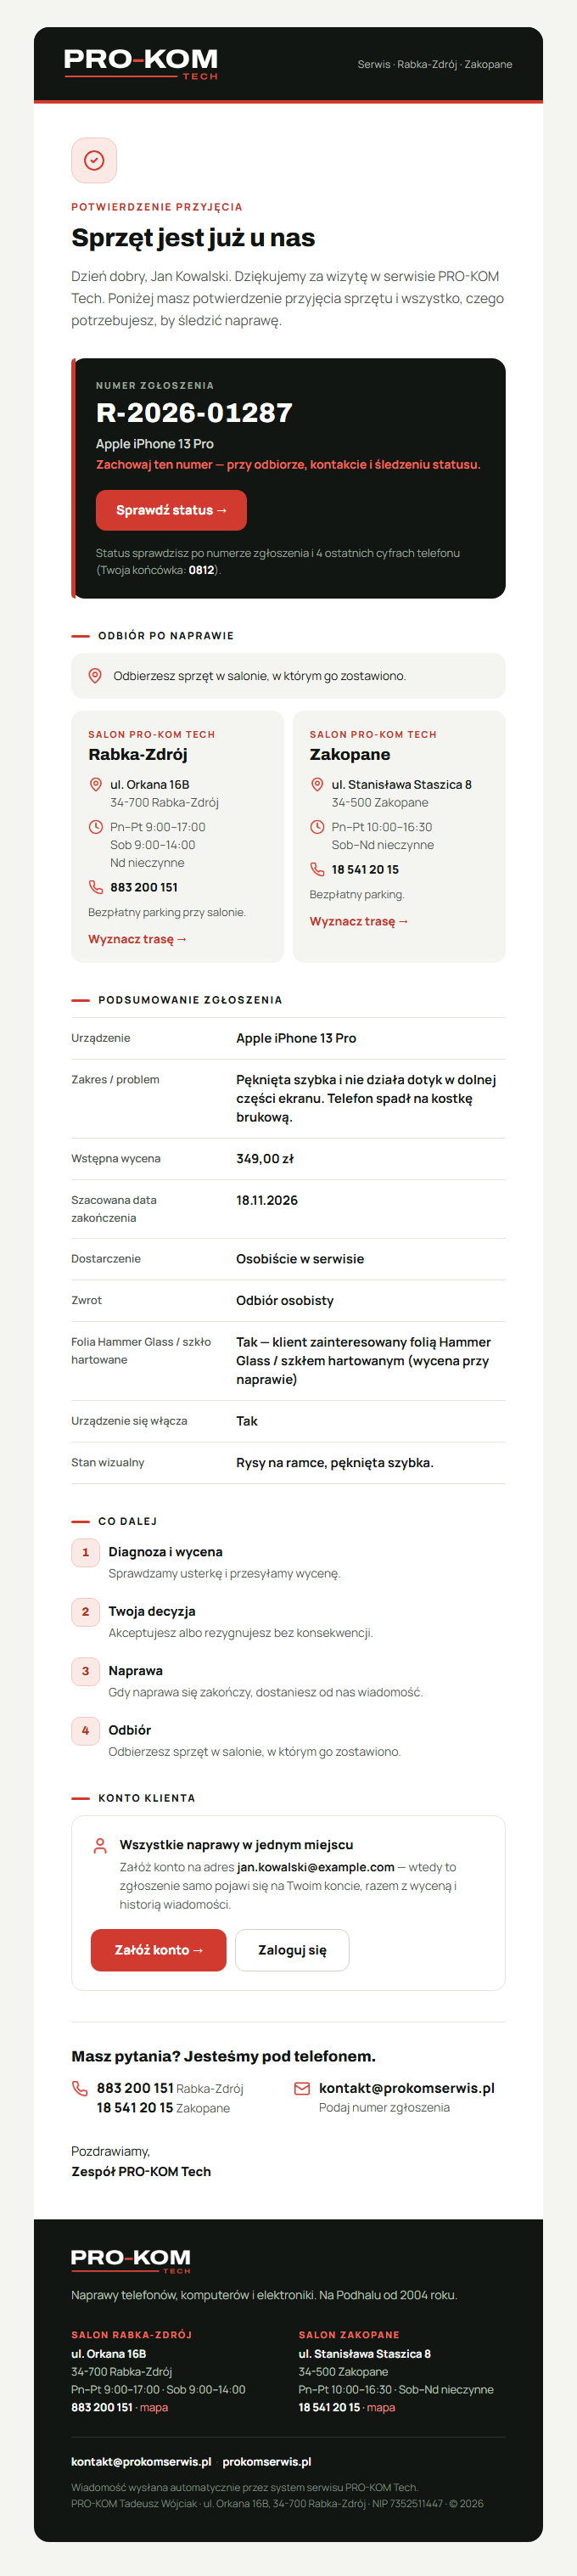 PRO-KOM
TECH
Serwis · Rabka-Zdrój · Zakopane
POTWIERDZENIE PRZYJĘCIA
Sprzęt jest już u nas
Dzień dobry, Jan Kowalski. Dziękujemy za wizytę w serwisie PRO-KOM
Tech. Poniżej masz potwierdzenie przyjęcia sprzętu i wszystko, czego
potrzebujesz, by śledzić naprawę.
NUMER ZGŁOSZENIA
R-2026-01287
Apple iPhone 13 Pro
Zachowaj ten numer — przy odbiorze, kontakcie i śledzeniu statusu.
Sprawdź status →
Status sprawdzisz po numerze zgłoszenia i 4 ostatnich cyfrach telefonu
(Twoja końcówka: 0812).
ODBIÓR PO NAPRAWIE
Odbierzesz sprzęt w salonie, w którym go zostawiono.
SALON PRO-KOM TECH
Rabka-Zdrój
ul. Orkana 16B
34-700 Rabka-Zdrój
Pn–Pt 9:00–17:00
Sob 9:00–14:00
Nd nieczynne
883 200 151
Bezpłatny parking przy salonie.
Wyznacz trasę →
SALON PRO-KOM TECH
Zakopane
ul. Stanisława Staszica 8
34-500 Zakopane
Pn–Pt 10:00–16:30
Sob–Nd nieczynne
18 541 20 15
Bezpłatny parking.
Wyznacz trasę →
PODSUMOWANIE ZGŁOSZENIA
Urządzenie
Apple iPhone 13 Pro
Zakres / problem
Pęknięta szybka i nie działa dotyk w dolnej
części ekranu. Telefon spadł na kostkę
brukową.
Wstępna wycena
349,00 zł
Szacowana data
zakończenia
18.11.2026
Dostarczenie
Osobiście w serwisie
Zwrot
Odbiór osobisty
Folia Hammer Glass / szkło
hartowane
Tak — klient zainteresowany folią Hammer
Glass / szkłem hartowanym (wycena przy
naprawie)
Urządzenie się włącza
Tak
Stan wizualny
Rysy na ramce, pęknięta szybka.
CO DALEJ
1
Diagnoza i wycena
Sprawdzamy usterkę i przesyłamy wycenę.
2
Twoja decyzja
Akceptujesz albo rezygnujesz bez konsekwencji.
3
Naprawa
Gdy naprawa się zakończy, dostaniesz od nas wiadomość.
4
Odbiór
Odbierzesz sprzęt w salonie, w którym go zostawiono.
KONTO KLIENTA
Wszystkie naprawy w jednym miejscu
Załóż konto na adres jan.kowalski@example.com — wtedy to
zgłoszenie samo pojawi się na Twoim koncie, razem z wyceną i
historią wiadomości.
Załóż konto →
Zaloguj się
Masz pytania? Jesteśmy pod telefonem.
883 200 151 Rabka-Zdrój
18 541 20 15 Zakopane
kontakt@prokomserwis.pl
Podaj numer zgłoszenia
Pozdrawiamy,
Zespół PRO-KOM Tech
PRO-KOM
TECH
Naprawy telefonów, komputerów i elektroniki. Na Podhalu od 2004 roku.
SALON RABKA-ZDRÓJ
ul. Orkana 16B
34-700 Rabka-Zdrój
Pn–Pt 9:00–17:00 · Sob 9:00–14:00
883 200 151 · mapa
SALON ZAKOPANE
ul. Stanisława Staszica 8
34-500 Zakopane
Pn–Pt 10:00–16:30 · Sob–Nd nieczynne
18 541 20 15 · mapa
kontakt@prokomserwis.pl · prokomserwis.pl
Wiadomość wysłana automatycznie przez system serwisu PRO-KOM Tech.
PRO-KOM Tadeusz Wójciak · ul. Orkana 16B, 34-700 Rabka-Zdrój · NIP 7352511447 · © 2026